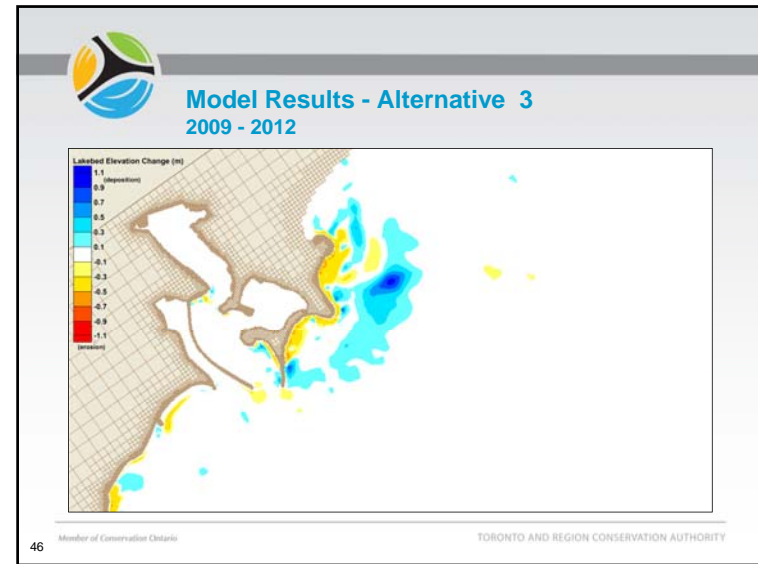 Model Results - Alternative 3
2009 - 2012
Lakebed Elevation Change (m)
1.1
(deposition)
0.9
0.7
0.5
0.3
0.1
-0.1
-0.3
-0.5
-0.7
-0.9
-1.1
(erosion)
46
Member of Conservation Ontario
TORONTO AND REGION CONSERVATION AUTHORITY